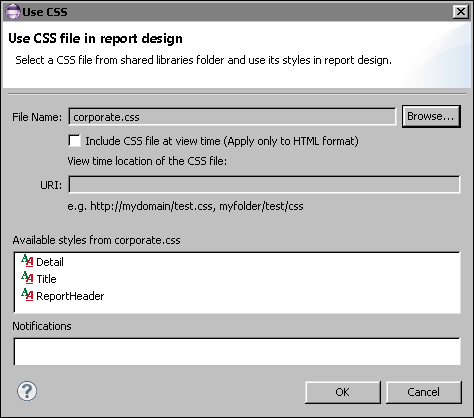 Use CSS
Use CSS file in report design
Select a CSS file from shared libraries folder and use its styles in report design.
File Name: corporate.css Browse...
Include CSS file at view time (Apply only to HTML format)
View time location of the CSS file:
URI:
e.g. http://mydomain/test.css, myfolder/test/css
Available styles from corporate.css
Detail
Title
ReportHeader
Notifications
OK Cancel